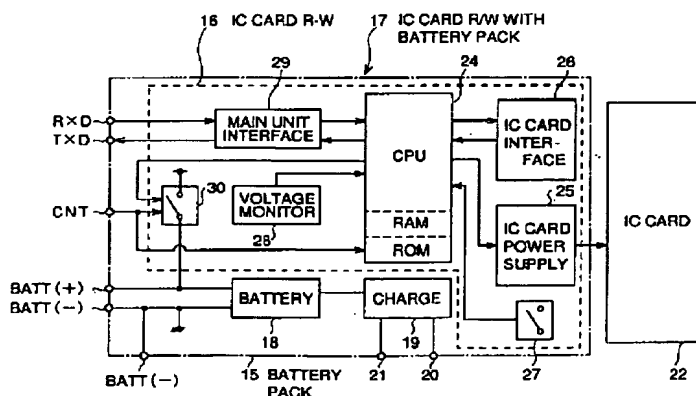 16 IC CARD R-W
17 IC CARD R/W WITH
BATTERY PACK
29
24
26
R×D
T×D
MAIN UNIT
INTERFACE
CPU
IC CARD
INTER-
FACE
30
VOLTAGE
MONITOR
28
25
CNT
RAM
ROM
IC CARD
POWER
SUPPLY
IC CARD
BATT(+)
BATT(-)
BATTERY
CHARGE
18
19
27
BATT(-)
15 BATTERY
PACK
21
20
22